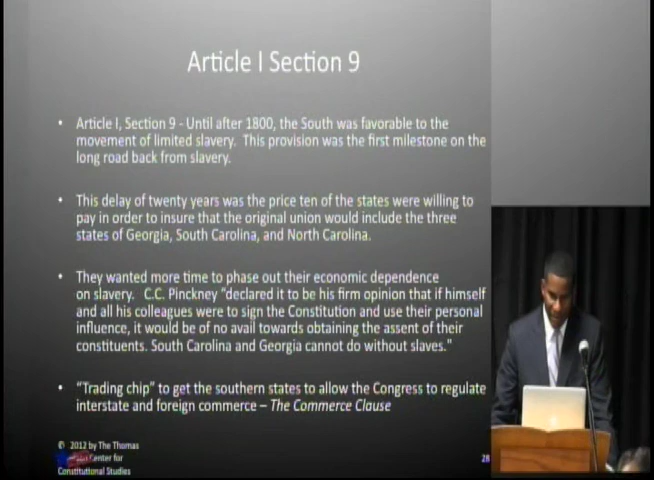 Article I Section 9
• Article I, Section 9 - Until after 1800, the South was favorable to the
movement of limited slavery. This provision was the first milestone on the
long road back from slavery.
• This delay of twenty years was the price ten of the states were willing to
pay in order to insure that the original union would include the three
states of Georgia, South Carolina, and North Carolina.
• They wanted more time to phase out their economic dependence
on slavery. C.C. Pinckney "declared it to be his firm opinion that if himself
and all his colleagues were to sign the Constitution and use their personal
influence, it would be of no avail towards obtaining the assent of their
constituents. South Carolina and Georgia cannot do without slaves."
• “Trading chip” to get the southern states to allow the Congress to regulate
interstate and foreign commerce – The Commerce Clause
© 2012 by The Thomas
Center for
Constitutional Studies
28